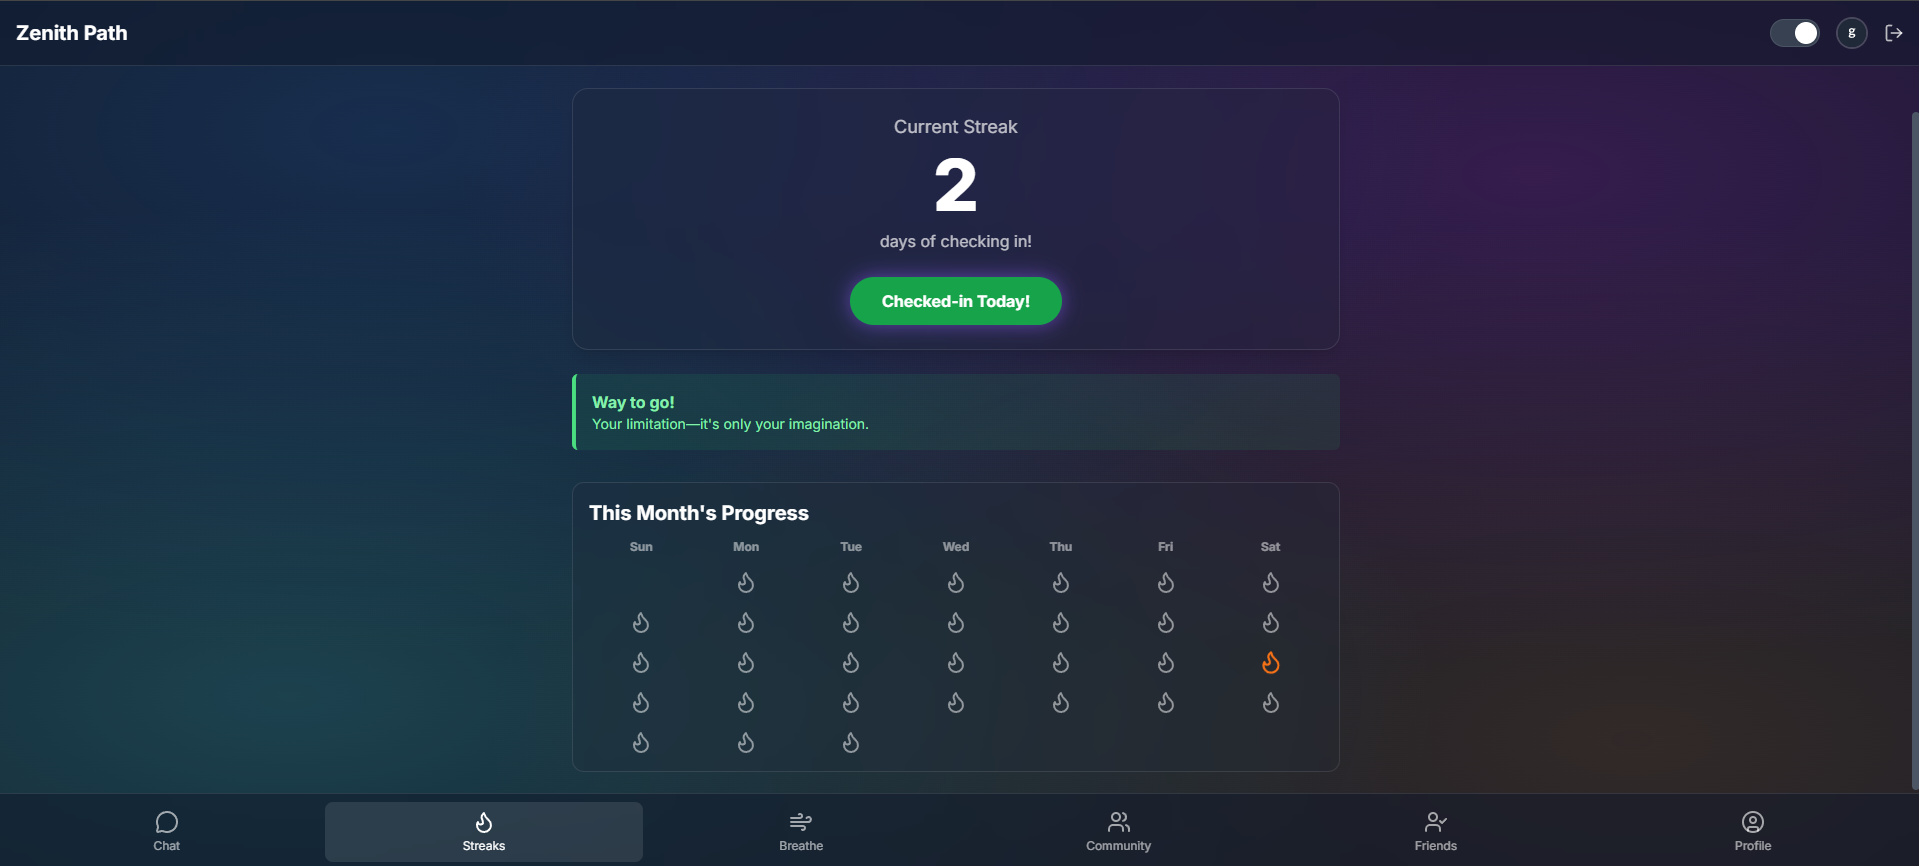 Zenith Path
g
Current Streak
2
days of checking in!
Checked-in Today!
Way to go!
Your limitation—it's only your imagination.
This Month's Progress
Sun Mon Tue Wed Thu Fri Sat
Chat Streaks Breathe Community Friends Profile